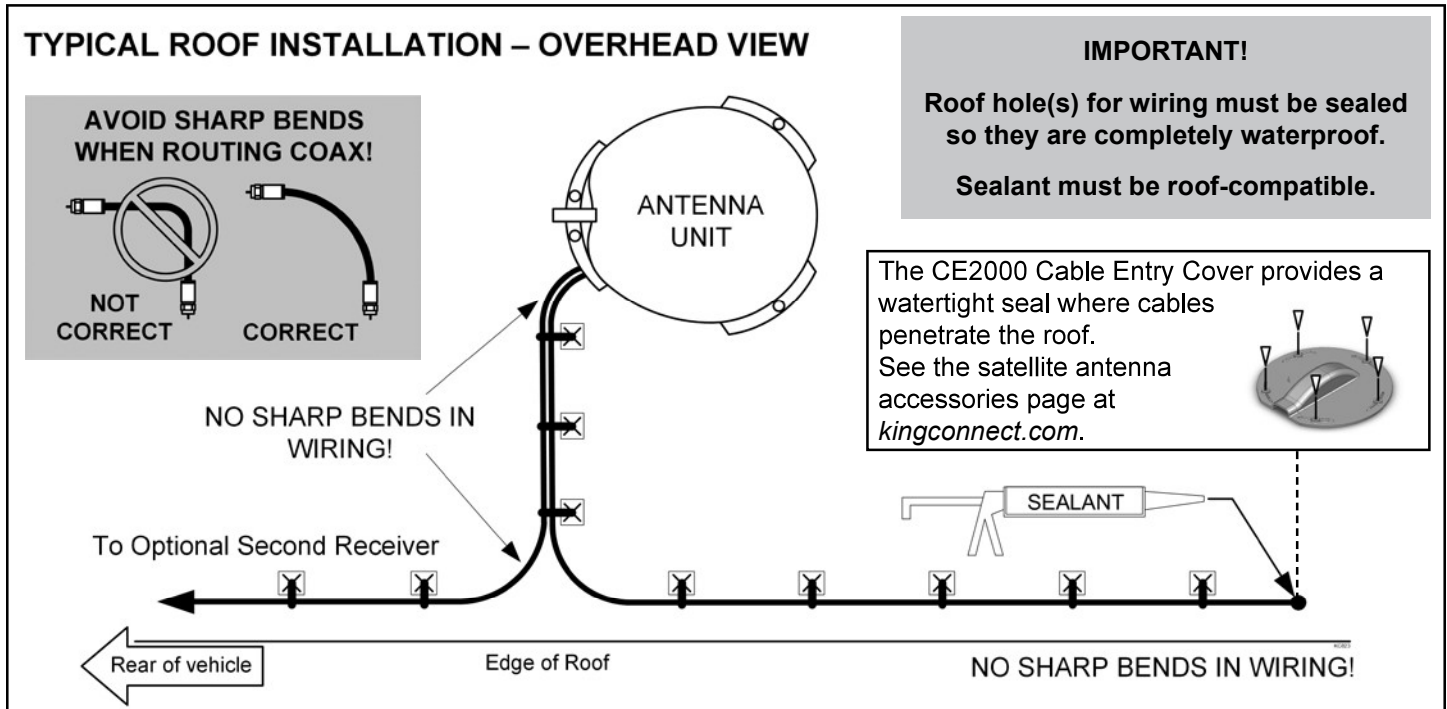 TYPICAL ROOF INSTALLATION – OVERHEAD VIEW
AVOID SHARP BENDS
WHEN ROUTING COAX!
NOT
CORRECT
CORRECT
ANTENNA
UNIT
IMPORTANT!
Roof hole(s) for wiring must be sealed
so they are completely waterproof.
Sealant must be roof-compatible.
The CE2000 Cable Entry Cover provides a
watertight seal where cables
penetrate the roof.
See the satellite antenna
accessories page at
kingconnect.com.
NO SHARP BENDS IN
WIRING!
SEALANT
To Optional Second Receiver
Rear of vehicle
Edge of Roof
NO SHARP BENDS IN WIRING!